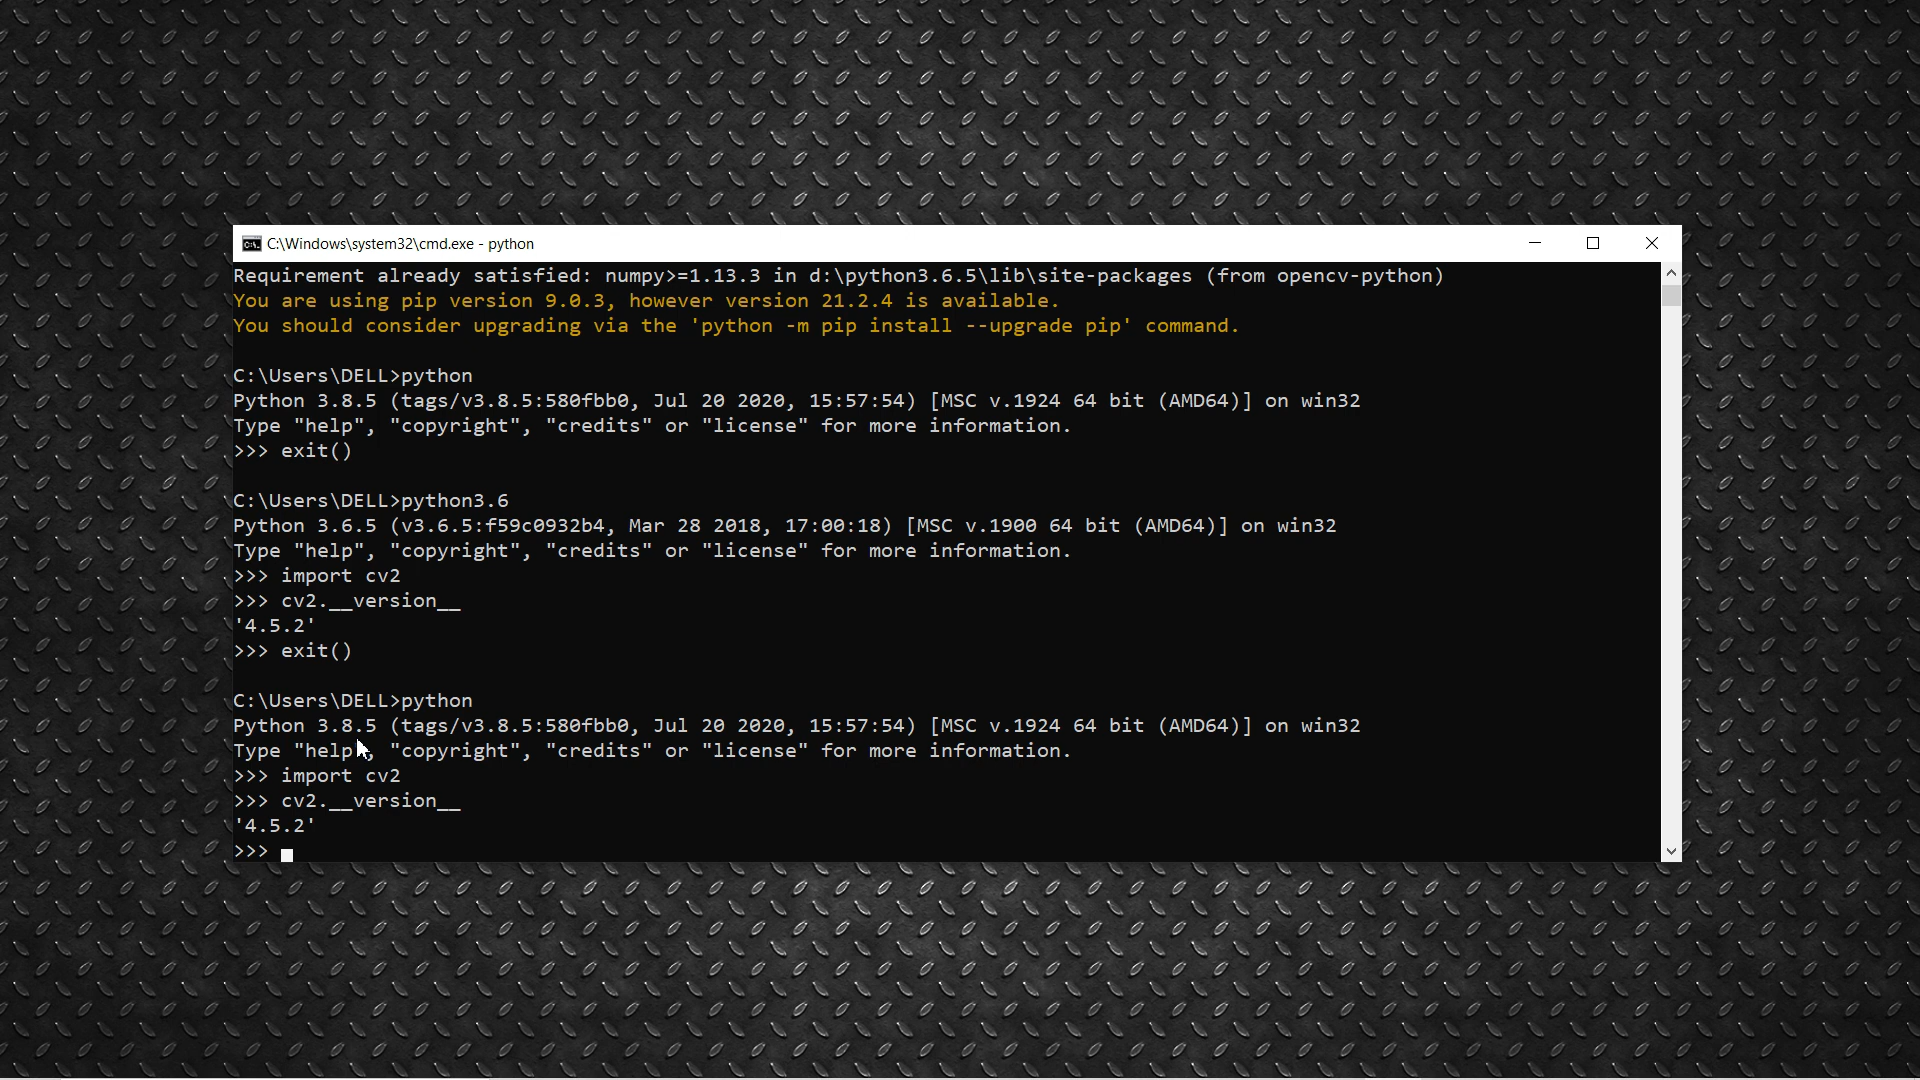 C:\Windows\system32\cmd.exe - python
Requirement already satisfied: numpy>=1.13.3 in d:\python3.6.5\lib\site-packages (from opencv-python)
You are using pip version 9.0.3, however version 21.2.4 is available.
You should consider upgrading via the 'python -m pip install --upgrade pip' command.
C:\Users\DELL>python
Python 3.8.5 (tags/v3.8.5:580fbb0, Jul 20 2020, 15:57:54) [MSC v.1924 64 bit (AMD64)] on win32
Type "help", "copyright", "credits" or "license" for more information.
>>> exit()
C:\Users\DELL>python3.6
Python 3.6.5 (v3.6.5:f59c0932b4, Mar 28 2018, 17:00:18) [MSC v.1900 64 bit (AMD64)] on win32
Type "help", "copyright", "credits" or "license" for more information.
>>> import cv2
>>> cv2.__version__
'4.5.2'
>>> exit()
C:\Users\DELL>python
Python 3.8.5 (tags/v3.8.5:580fbb0, Jul 20 2020, 15:57:54) [MSC v.1924 64 bit (AMD64)] on win32
Type "help", "copyright", "credits" or "license" for more information.
>>> import cv2
>>> cv2.__version__
'4.5.2'
>>>